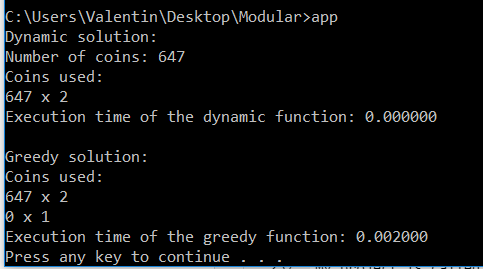 C:\Users\Valentin\Desktop\Modular>app
Dynamic solution:
Number of coins: 647
Coins used:
647 x 2
Execution time of the dynamic function: 0.000000
Greedy solution:
Coins used:
647 x 2
0 x 1
Execution time of the greedy function: 0.002000
Press any key to continue . . .